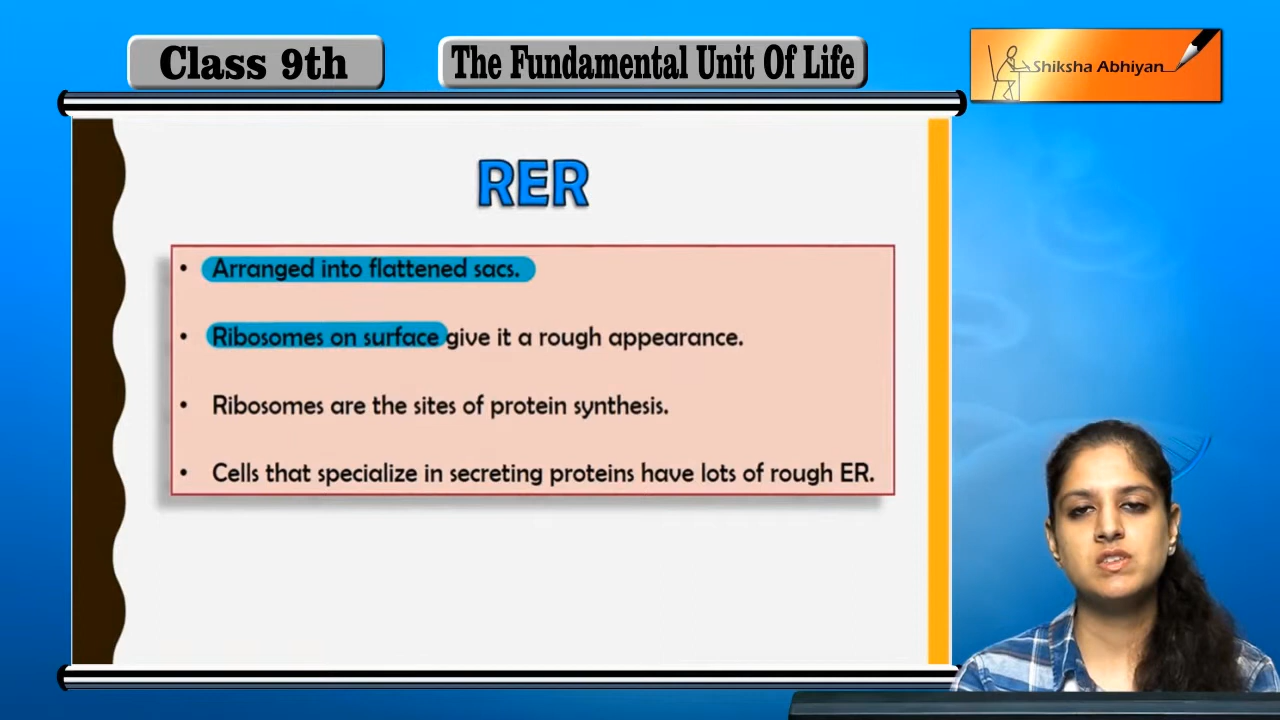 Class 9th
The Fundamental Unit Of Life
Shiksha Abhiyan
RER
• Arranged into flattened sacs.
• Ribosomes on surface give it a rough appearance.
• Ribosomes are the sites of protein synthesis.
• Cells that specialize in secreting proteins have lots of rough ER.